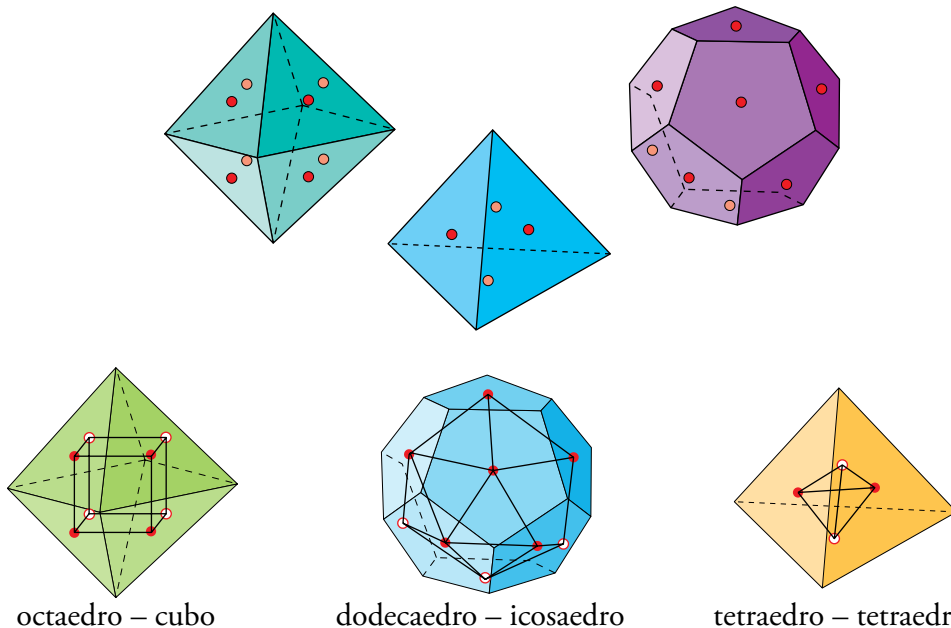 octaedro – cubo
dodecaedro – icosaedro
tetraedro – tetraedr